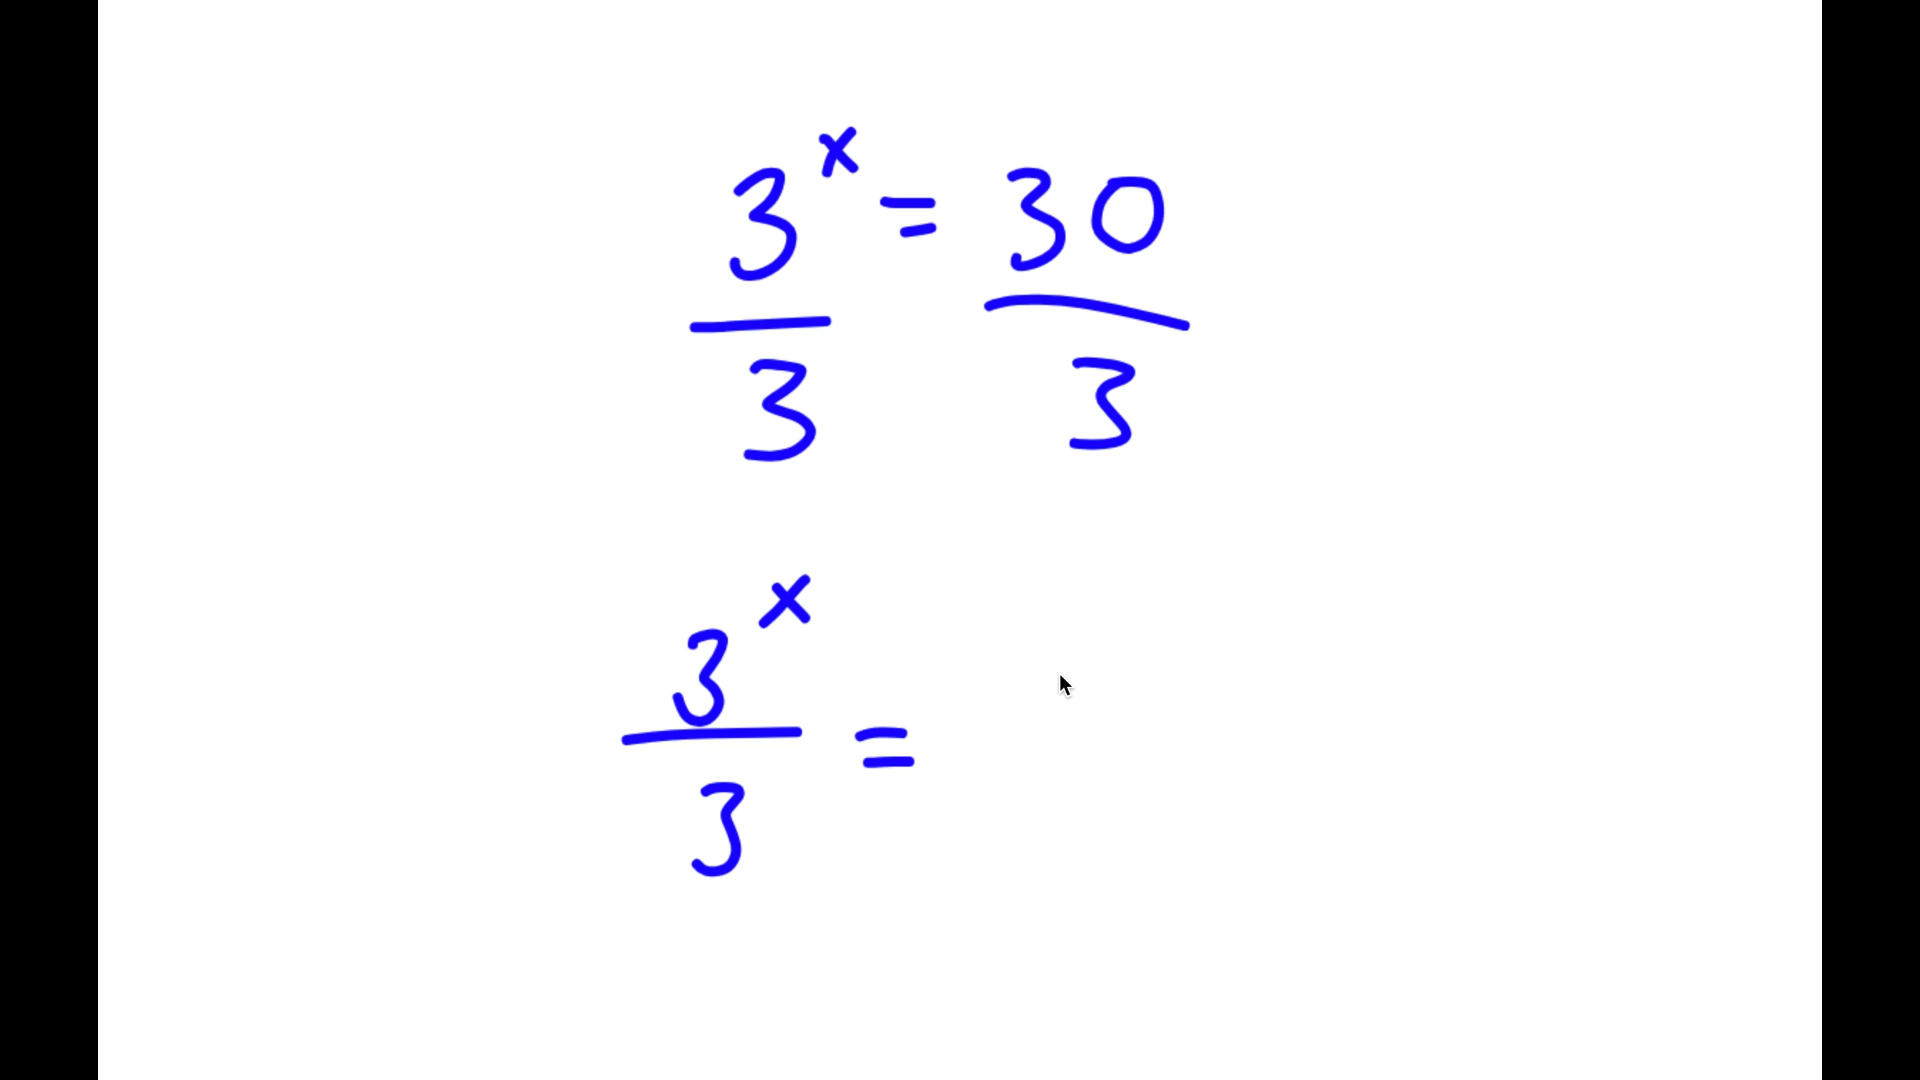 3^x = 30
3 3
3^x
— =
3